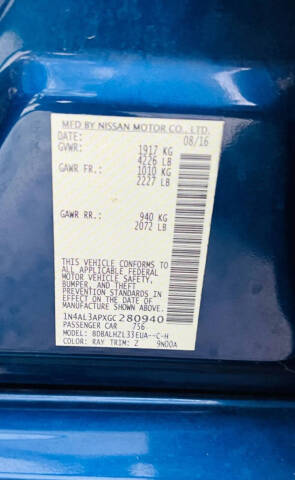 MFD BY NISSAN MOTOR CO., LTD.
DATE: 08/16
GVWR: 1917 KG
4226 LB
GAWR FR.: 1010 KG
2227 LB
GAWR RR.: 940 KG
2072 LB
THIS VEHICLE CONFORMS TO
ALL APPLICABLE FEDERAL
MOTOR VEHICLE SAFETY,
BUMPER, AND THEFT
PREVENTION STANDARDS
IN EFFECT ON THE DATE OF
MANUFACTURE SHOWN ABOVE.
1N4AL3APXGC280940
PASSENGER CAR 756
MODEL: BDBALHZL33EUA--C-H
COLOR: RAY TRIM: Z 9N00A